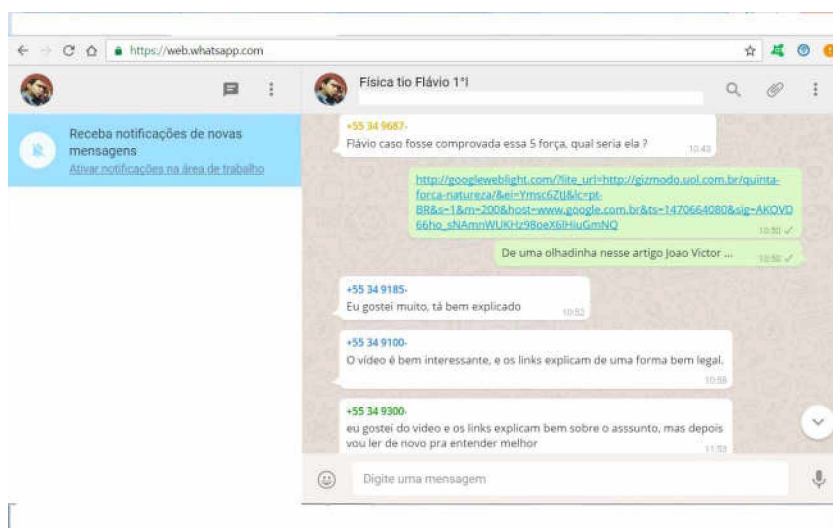 https://web.whatsapp.com
Física tio Flávio 1°i
Receba notificações de novas
mensagens
Ativar notificações na área de trabalho
+55 34 9687-
Flávio caso fosse comprovada essa 5 força, qual seria ela ?
10:43
http://googleweblight.com/?lite_url=http://gizmodo.uol.com.br/quinta-
forca-natureza/&ei=Ymsc6ZtJ&lc=pt-
BR&s=1&m=200&host=www.google.com.br&ts=1470664080&sig=AKOVD
66ho_sNAmnWUKHz98oeX6lHiuGmNQ
10:50
De uma olhadinha nesse artigo Joao Victor ...
10:50
+55 34 9185-
Eu gostei muito, tá bem explicado
10:52
+55 34 9100-
O vídeo é bem interessante, e os links explicam de uma forma bem legal.
10:58
+55 34 9300-
eu gostei do video e os links explicam bem sobre o asssunto, mas depois
vou ler de novo pra entender melhor
11:53
Digite uma mensagem